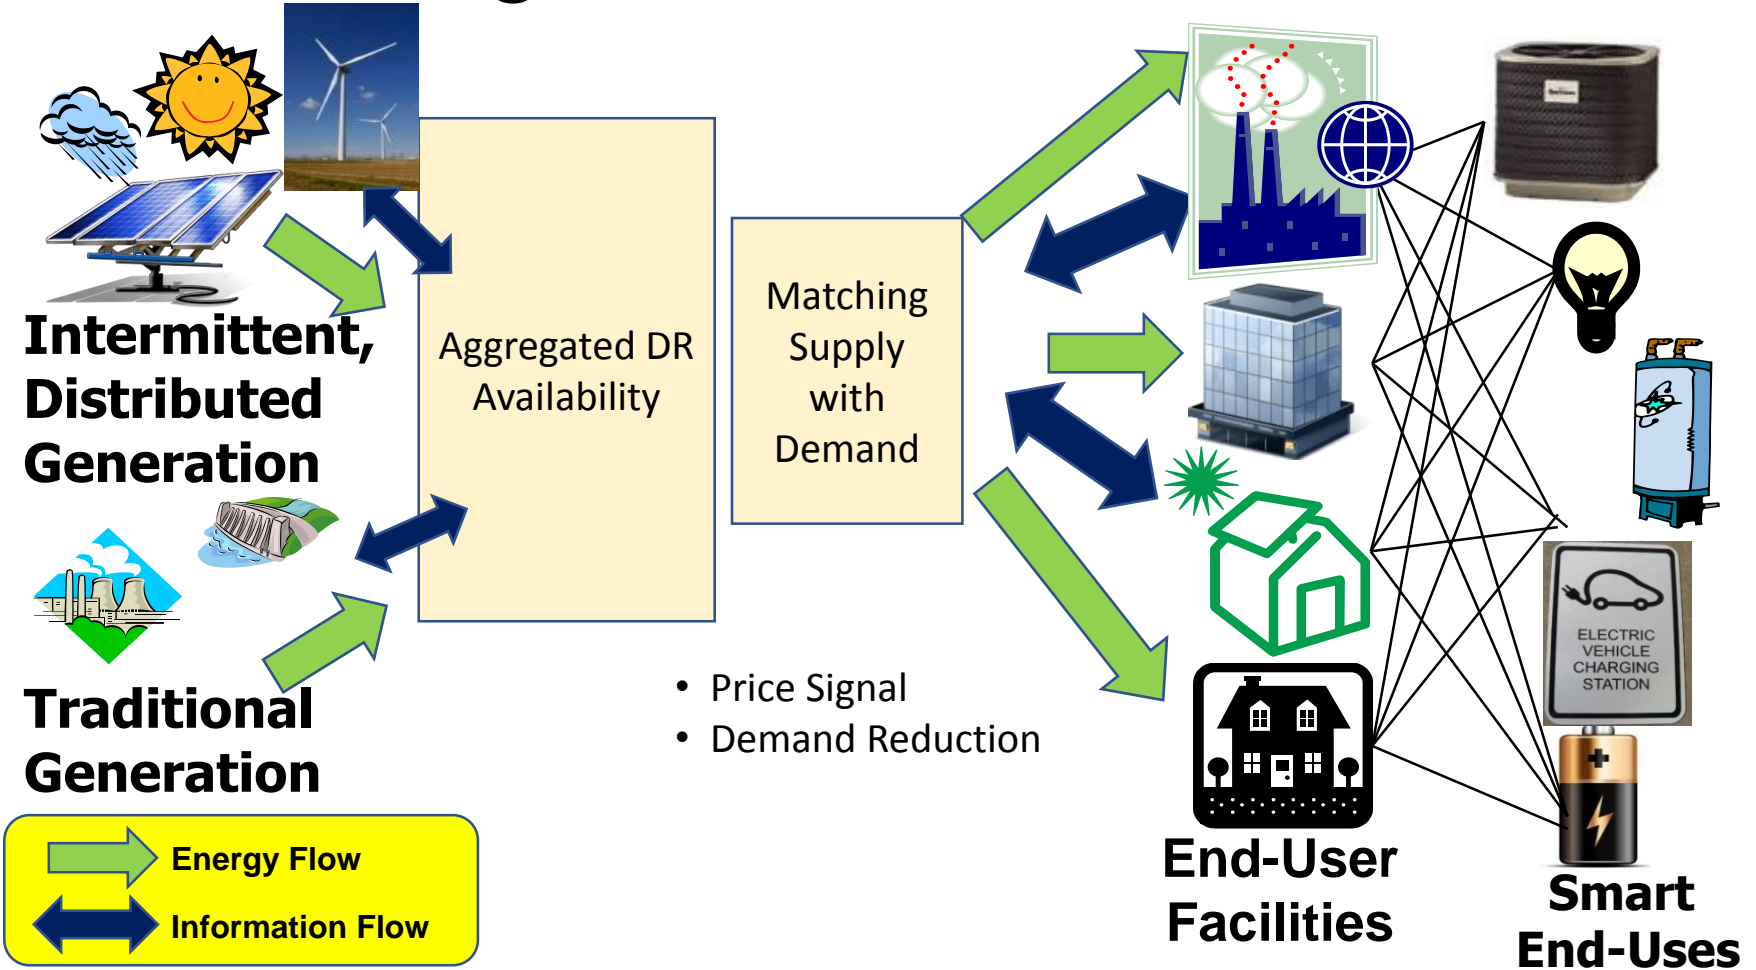 Intermittent,
Distributed
Generation
Traditional
Generation
Energy Flow
Information Flow
Aggregated DR
Availability
Matching
Supply
with
Demand
• Price Signal
• Demand Reduction
End-User
Facilities
ELECTRIC
VEHICLE
CHARGING
STATION
Smart
End-Uses